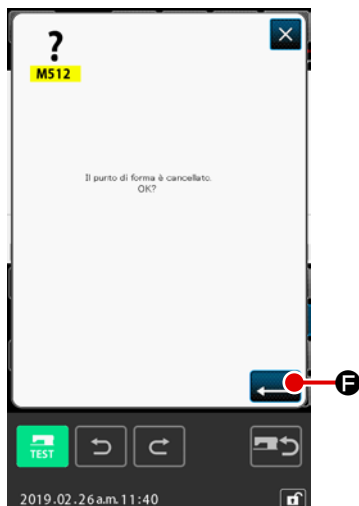 ?
M512
Il punto di forma è cancellato.
OK?
F
TEST
2019.02.26a.m.11:40